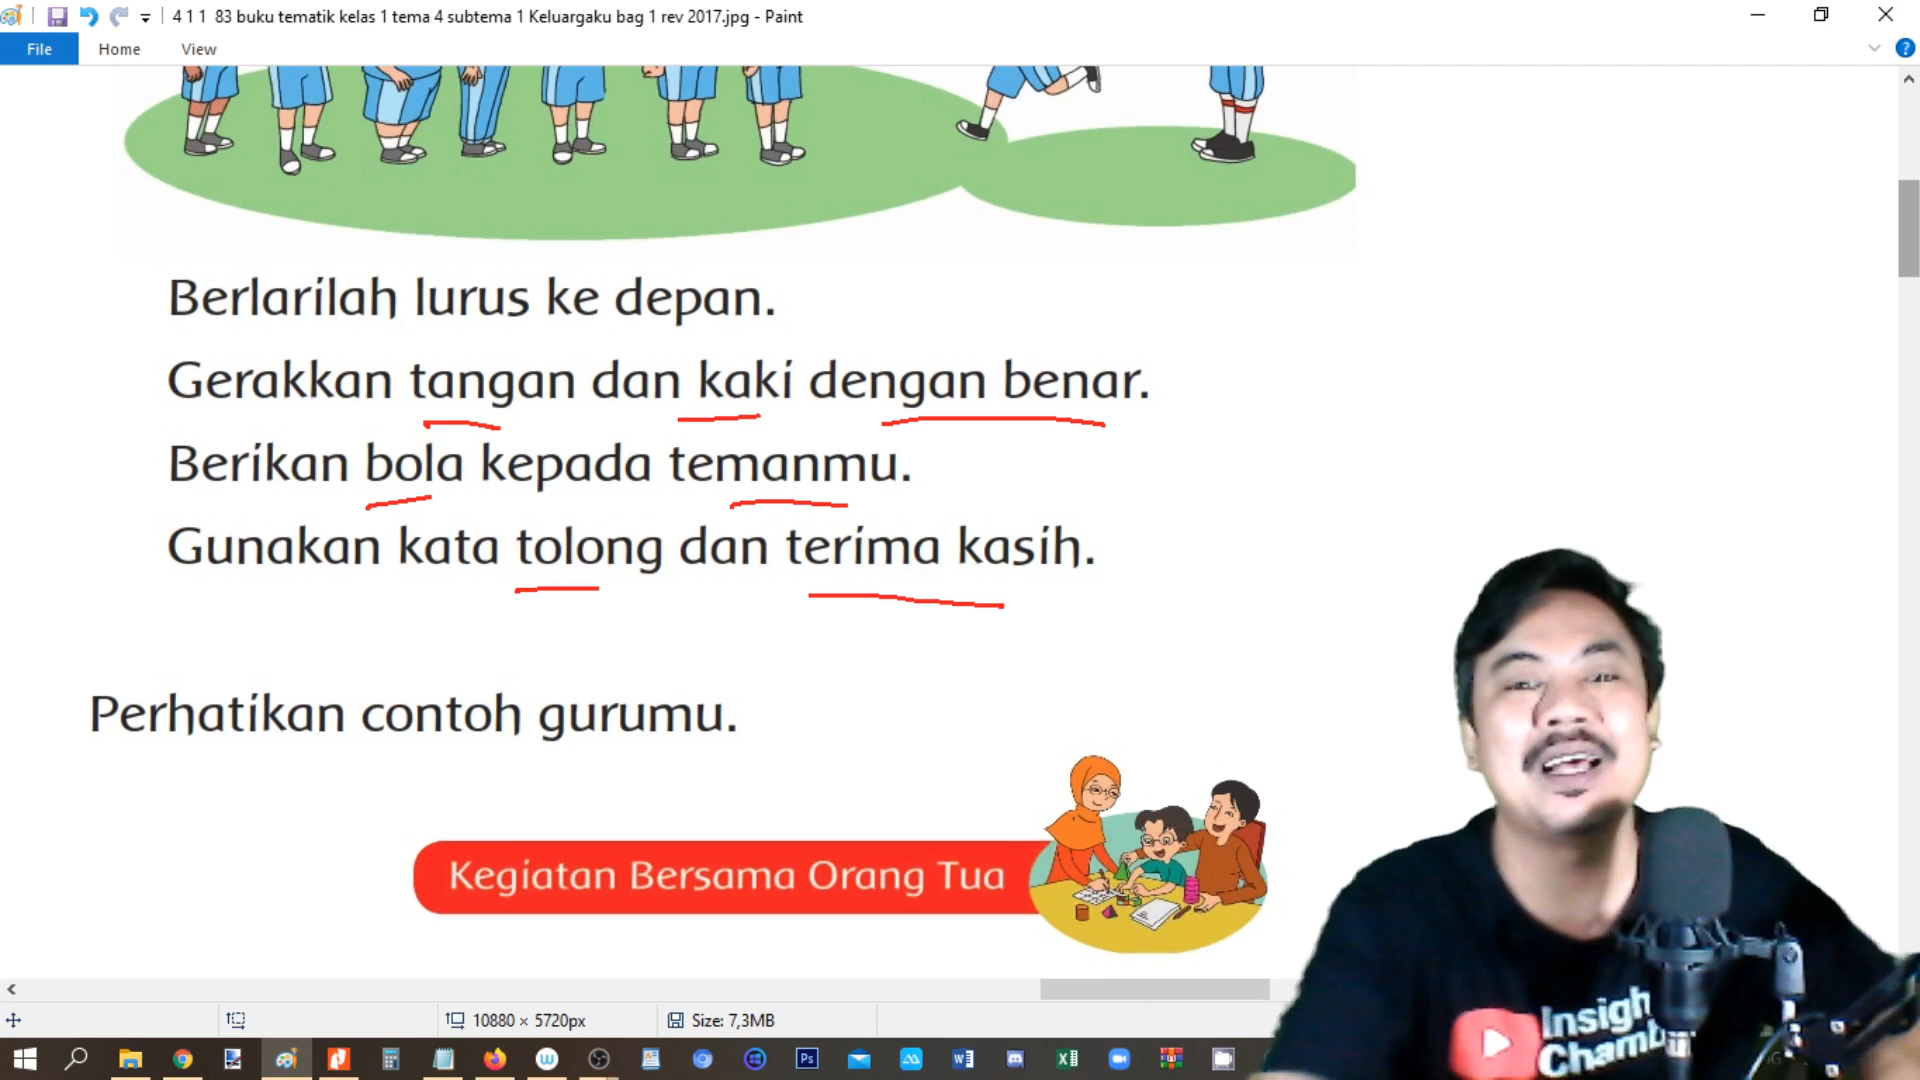 4 1 1  83 buku tematik kelas 1 tema 4 subtema 1 Keluargaku bag 1 rev 2017.jpg - Paint
File Home View
Berlarilah lurus ke depan.
Gerakkan tangan dan kaki dengan benar.
Berikan bola kepada temanmu.
Gunakan kata tolong dan terima kasih.
Perhatikan contoh gurumu.
Kegiatan Bersama Orang Tua
10880 × 5720px Size: 7,3MB
Insigh
Chamb
Ps